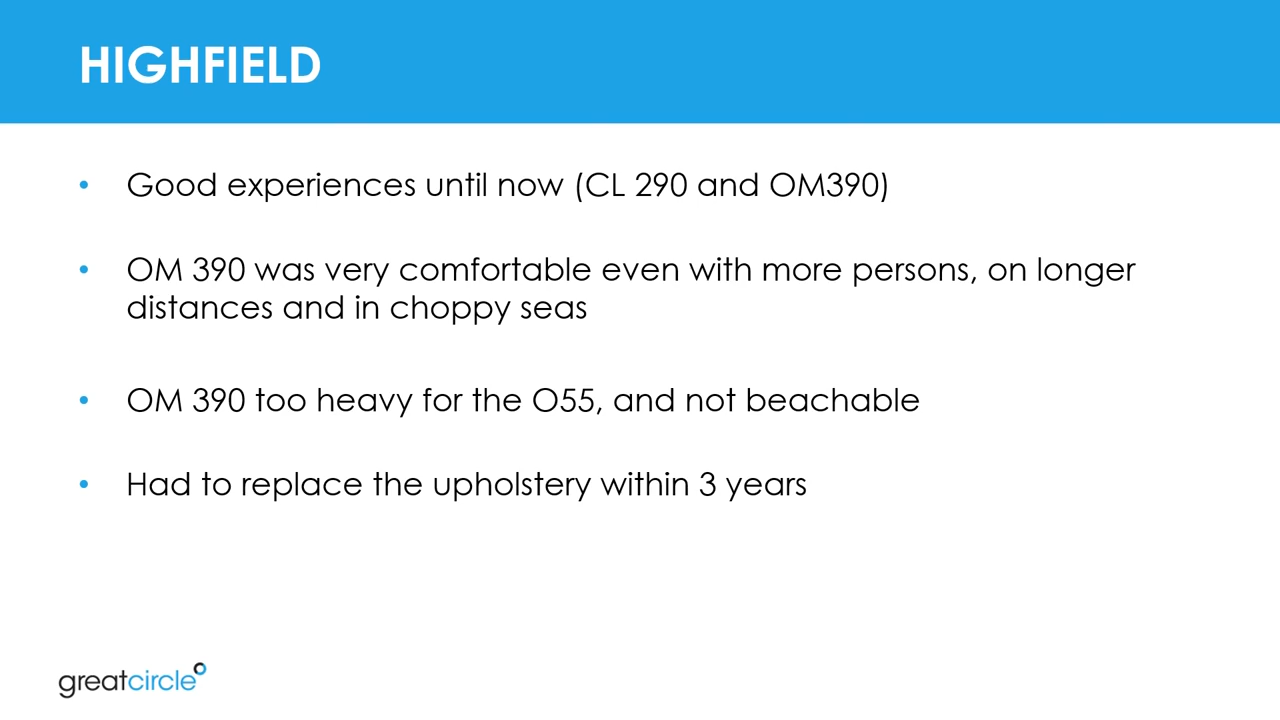 HIGHFIELD
• Good experiences until now (CL 290 and OM390)
• OM 390 was very comfortable even with more persons, on longer
distances and in choppy seas
• OM 390 too heavy for the O55, and not beachable
• Had to replace the upholstery within 3 years
greatcircle